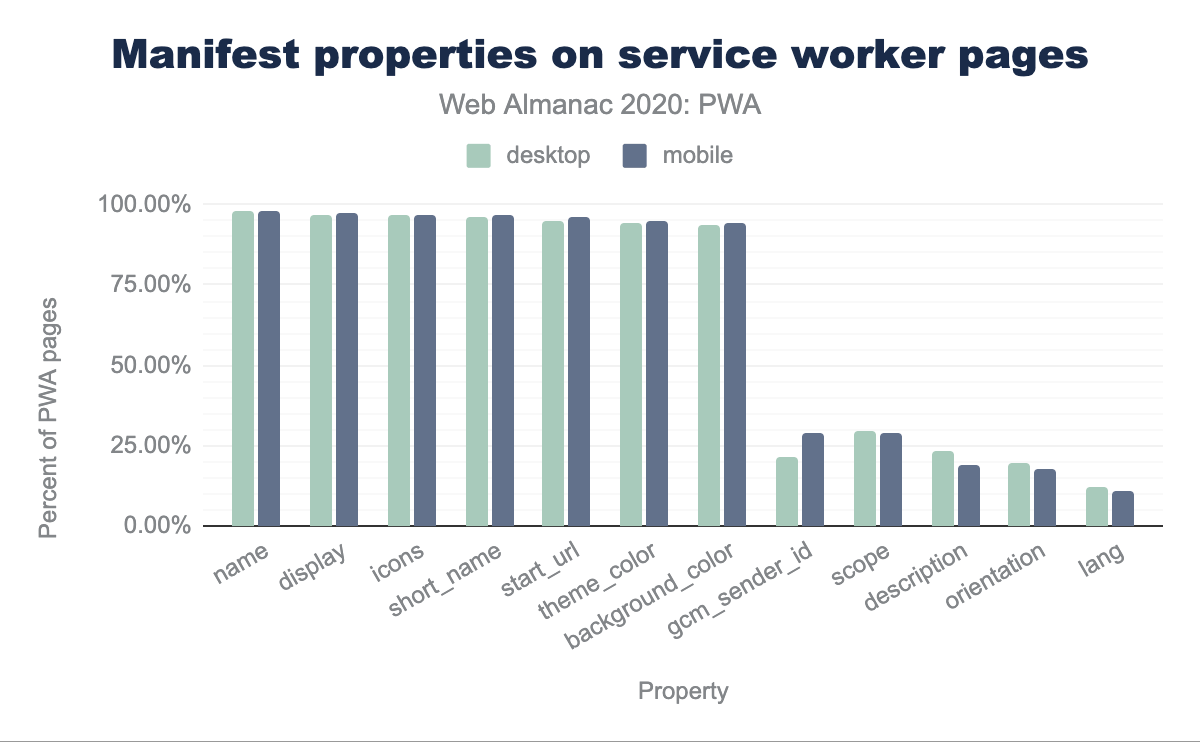 Manifest properties on service worker pages
Web Almanac 2020: PWA
desktop
mobile
100.00%
75.00%
50.00%
25.00%
0.00%
Percent of PWA pages
name
display
icons
short_name
start_url
theme_color
background_color
gcm_sender_id
scope
description
orientation
lang
Property